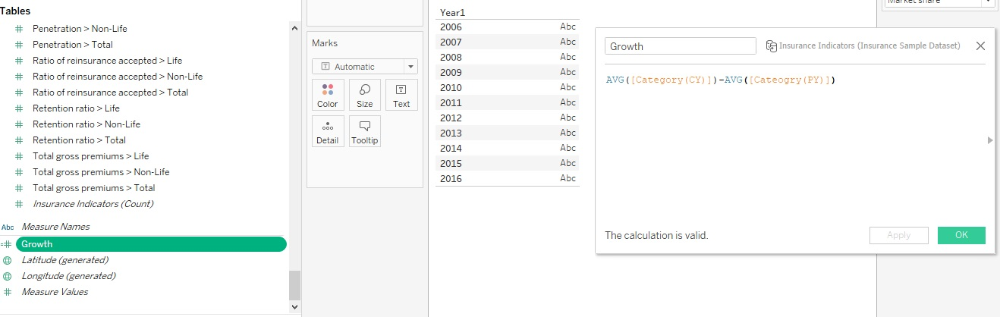 Tables
Penetration > Non-Life
Penetration > Total
Ratio of reinsurance accepted > Life
Ratio of reinsurance accepted > Non-Life
Ratio of reinsurance accepted > Total
Retention ratio > Life
Retention ratio > Non-Life
Retention ratio > Total
Total gross premiums > Life
Total gross premiums > Non-Life
Total gross premiums > Total
Insurance Indicators (Count)
Abc Measure Names
Growth
Latitude (generated)
Longitude (generated)
Measure Values
Marks
Automatic
Color Size Text
Detail Tooltip
Year1
2006 Abc
2007 Abc
2008 Abc
2009 Abc
2010 Abc
2011 Abc
2012 Abc
2013 Abc
2014 Abc
2015 Abc
2016 Abc
Market share
Growth
Insurance Indicators (Insurance Sample Dataset)
AVG([Category(CY)])-AVG([Cateogry(PY)])
The calculation is valid.
Apply OK